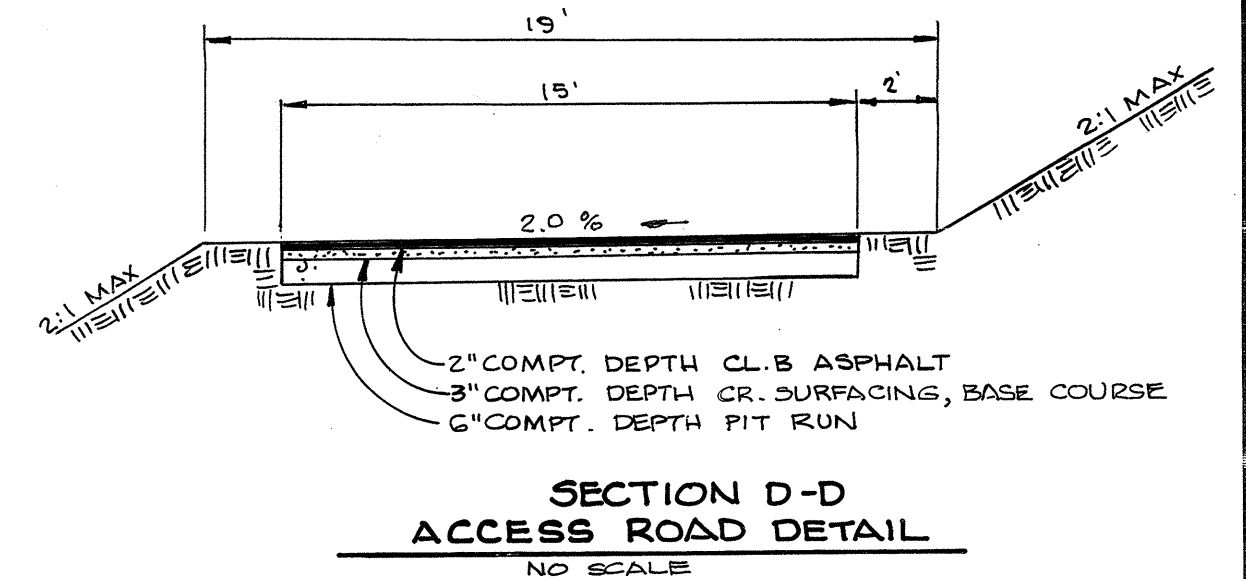 19'
15'
2'
2:1 MAX
2.0 %
2:1 MAX
2" COMPT. DEPTH CL.B ASPHALT
3" COMPT. DEPTH CR. SURFACING, BASE COURSE
6" COMPT. DEPTH PIT RUN
SECTION D-D
ACCESS ROAD DETAIL
NO SCALE